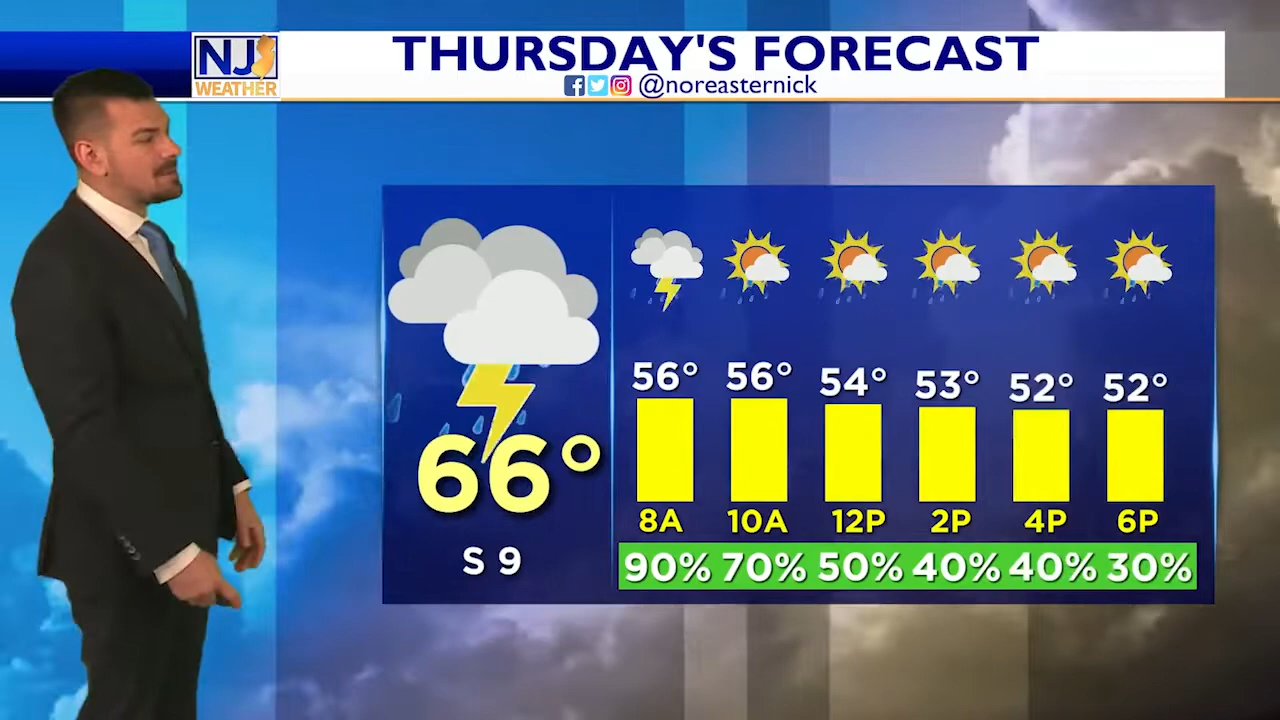 NJ
WEATHER
THURSDAY'S FORECAST
@noreasternick
66°
S 9
56° 56° 54° 53° 52° 52°
8A 10A 12P 2P 4P 6P
90% 70% 50% 40% 40% 30%